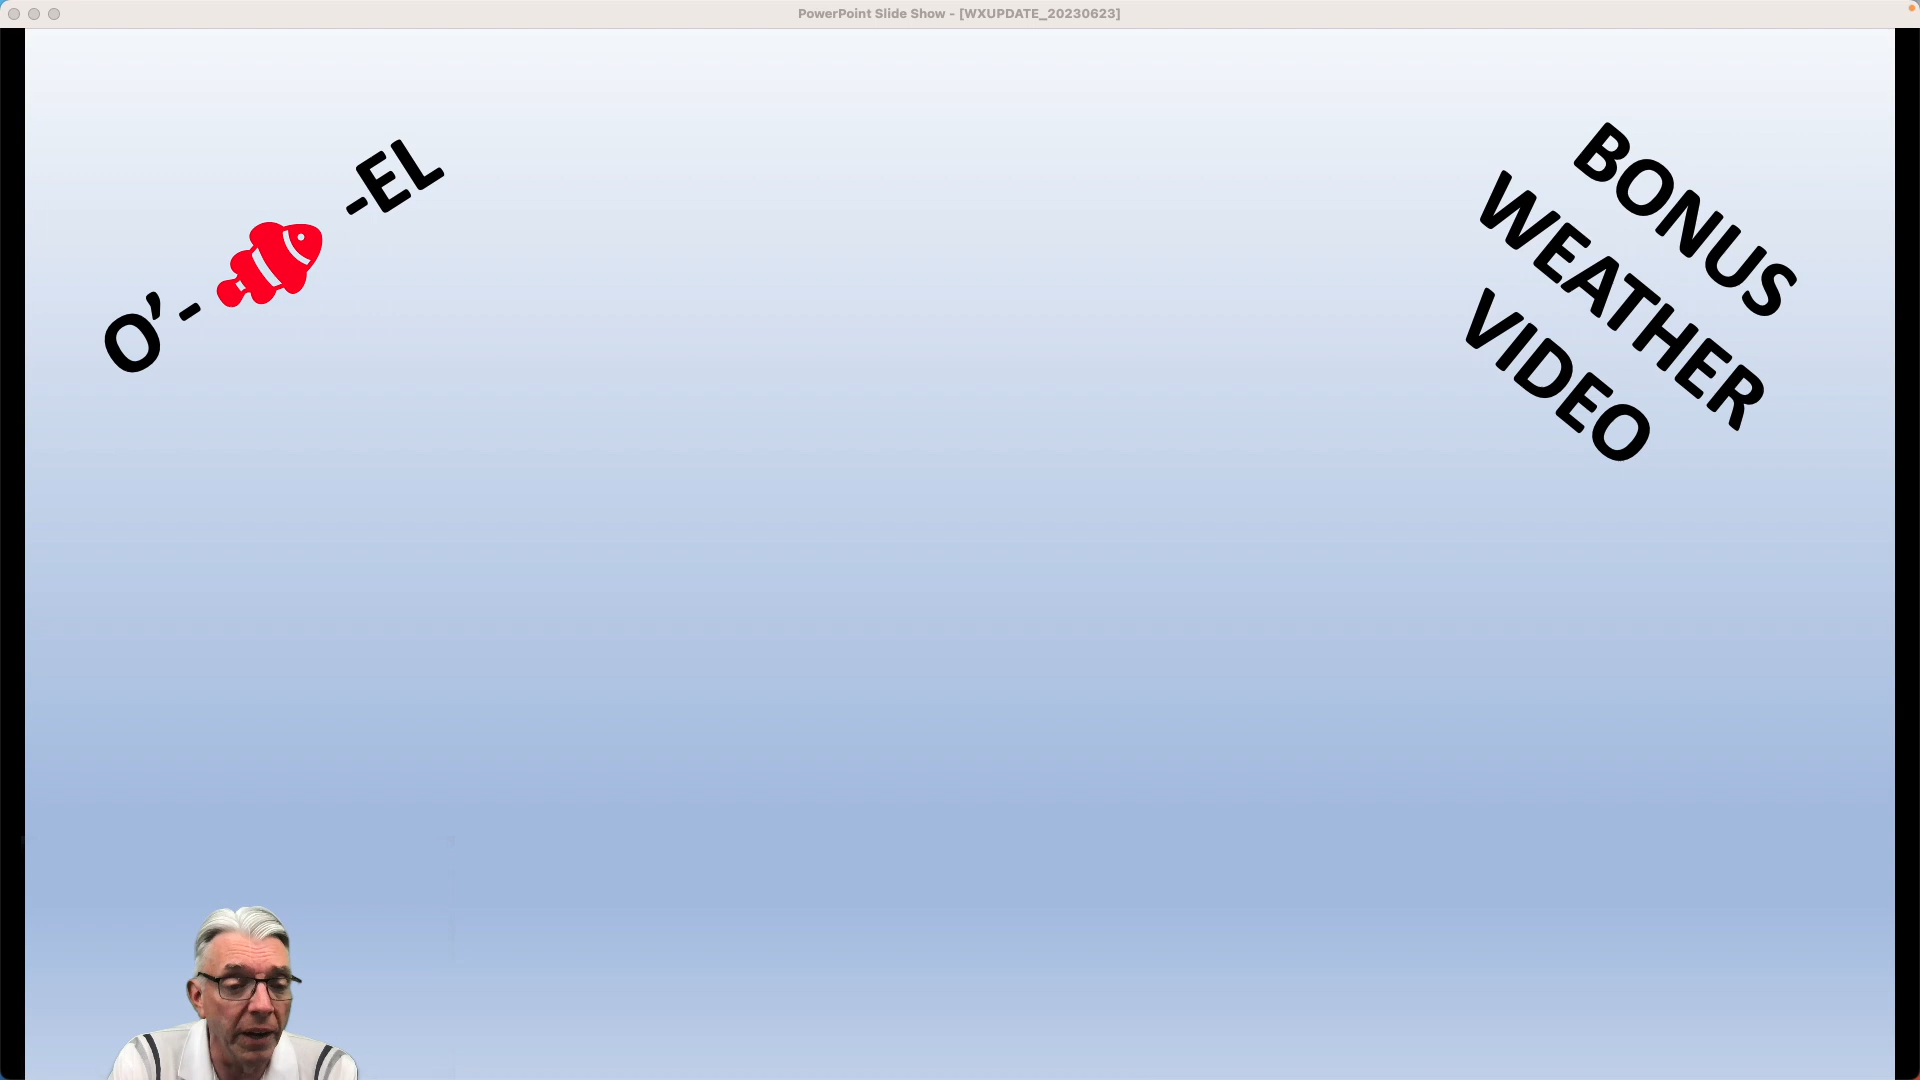 PowerPoint Slide Show - [WXUPDATE_20230623]
O’- -EL
BONUS
WEATHER
VIDEO